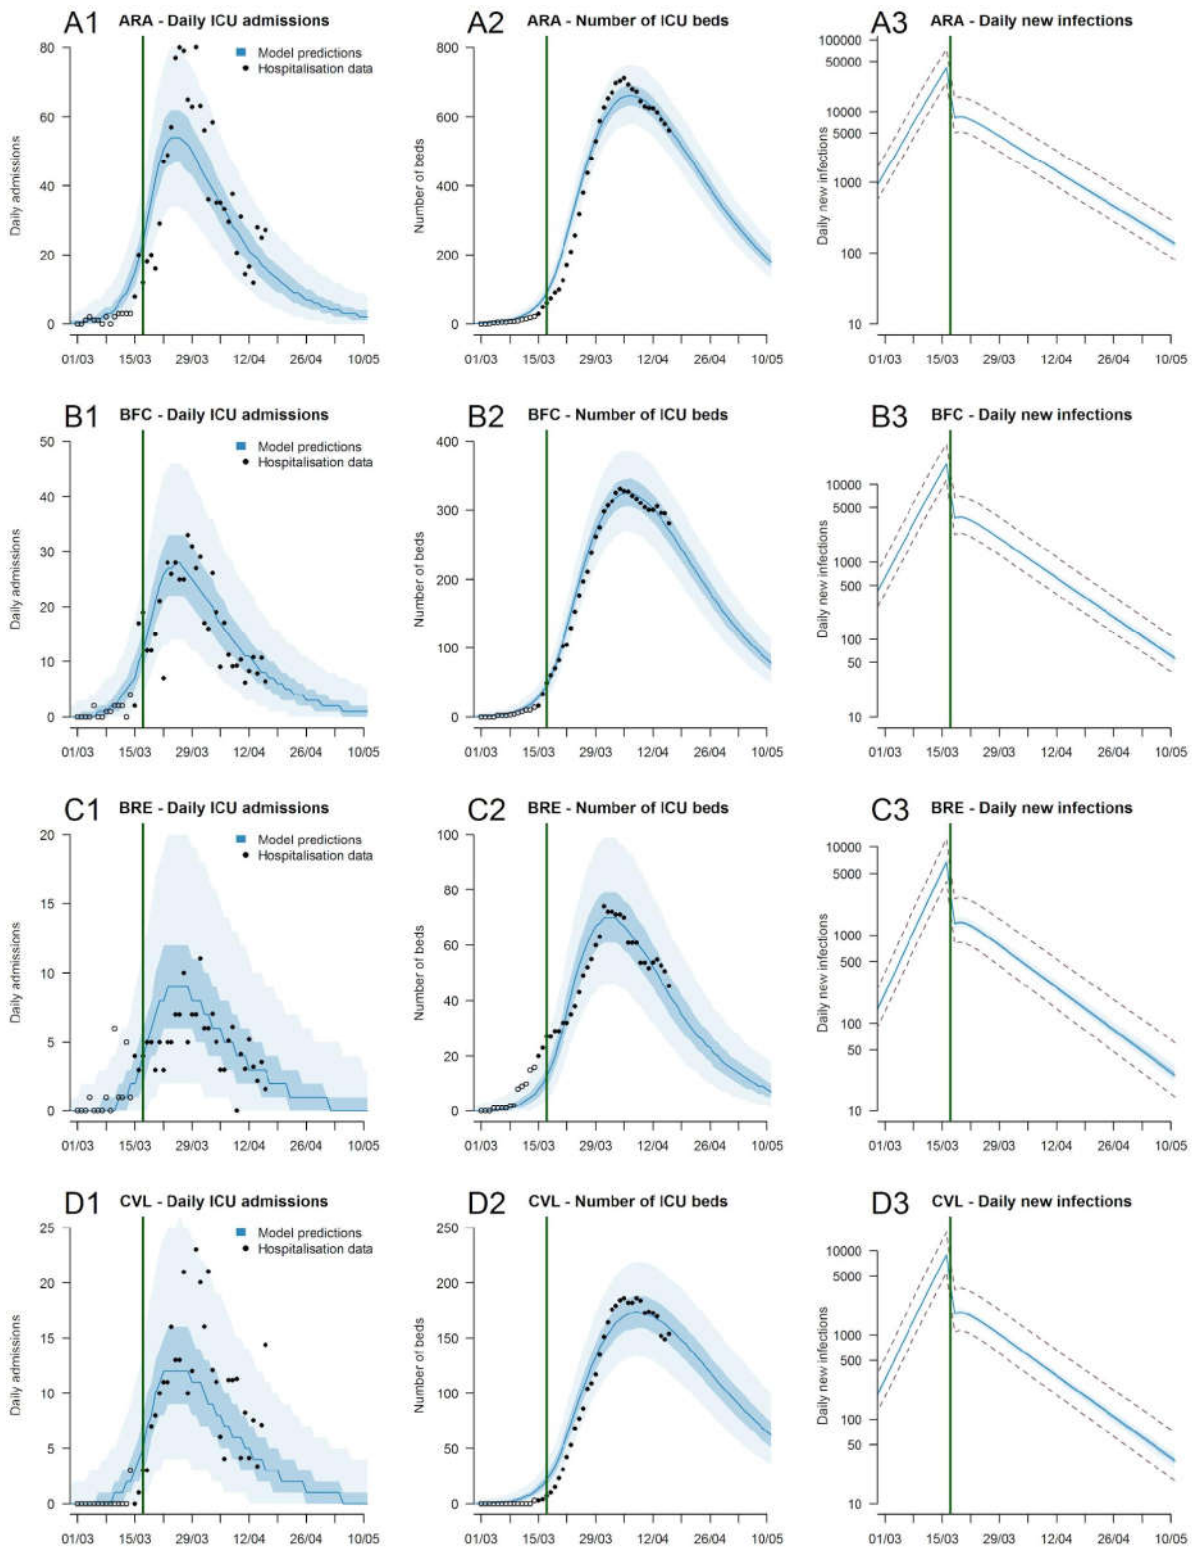 A1 ARA - Daily ICU admissions
Daily admissions
80
60
40
20
0
Model predictions
Hospitalisation data
01/03 15/03 29/03 12/04 26/04 10/05
A2 ARA - Number of ICU beds
Number of beds
800
600
400
200
0
01/03 15/03 29/03 12/04 26/04 10/05
A3 ARA - Daily new infections
Daily new infections
100000
50000
10000
5000
1000
100
10
01/03 15/03 29/03 12/04 26/04 10/05
B1 BFC - Daily ICU admissions
Daily admissions
50
40
30
20
10
0
Model predictions
Hospitalisation data
01/03 15/03 29/03 12/04 26/04 10/05
B2 BFC - Number of ICU beds
Number of beds
400
300
200
100
0
01/03 15/03 29/03 12/04 26/04 10/05
B3 BFC - Daily new infections
Daily new infections
10000
5000
1000
500
100
50
10
01/03 15/03 29/03 12/04 26/04 10/05
C1 BRE - Daily ICU admissions
Daily admissions
20
15
10
5
0
Model predictions
Hospitalisation data
01/03 15/03 29/03 12/04 26/04 10/05
C2 BRE - Number of ICU beds
Number of beds
100
80
60
40
20
0
01/03 15/03 29/03 12/04 26/04 10/05
C3 BRE - Daily new infections
Daily new infections
10000
5000
1000
500
100
50
10
01/03 15/03 29/03 12/04 26/04 10/05
D1 CVL - Daily ICU admissions
Daily admissions
25
20
15
10
5
0
Model predictions
Hospitalisation data
01/03 15/03 29/03 12/04 26/04 10/05
D2 CVL - Number of ICU beds
Number of beds
250
200
150
100
50
0
01/03 15/03 29/03 12/04 26/04 10/05
D3 CVL - Daily new infections
Daily new infections
10000
5000
1000
500
100
50
10
01/03 15/03 29/03 12/04 26/04 10/05